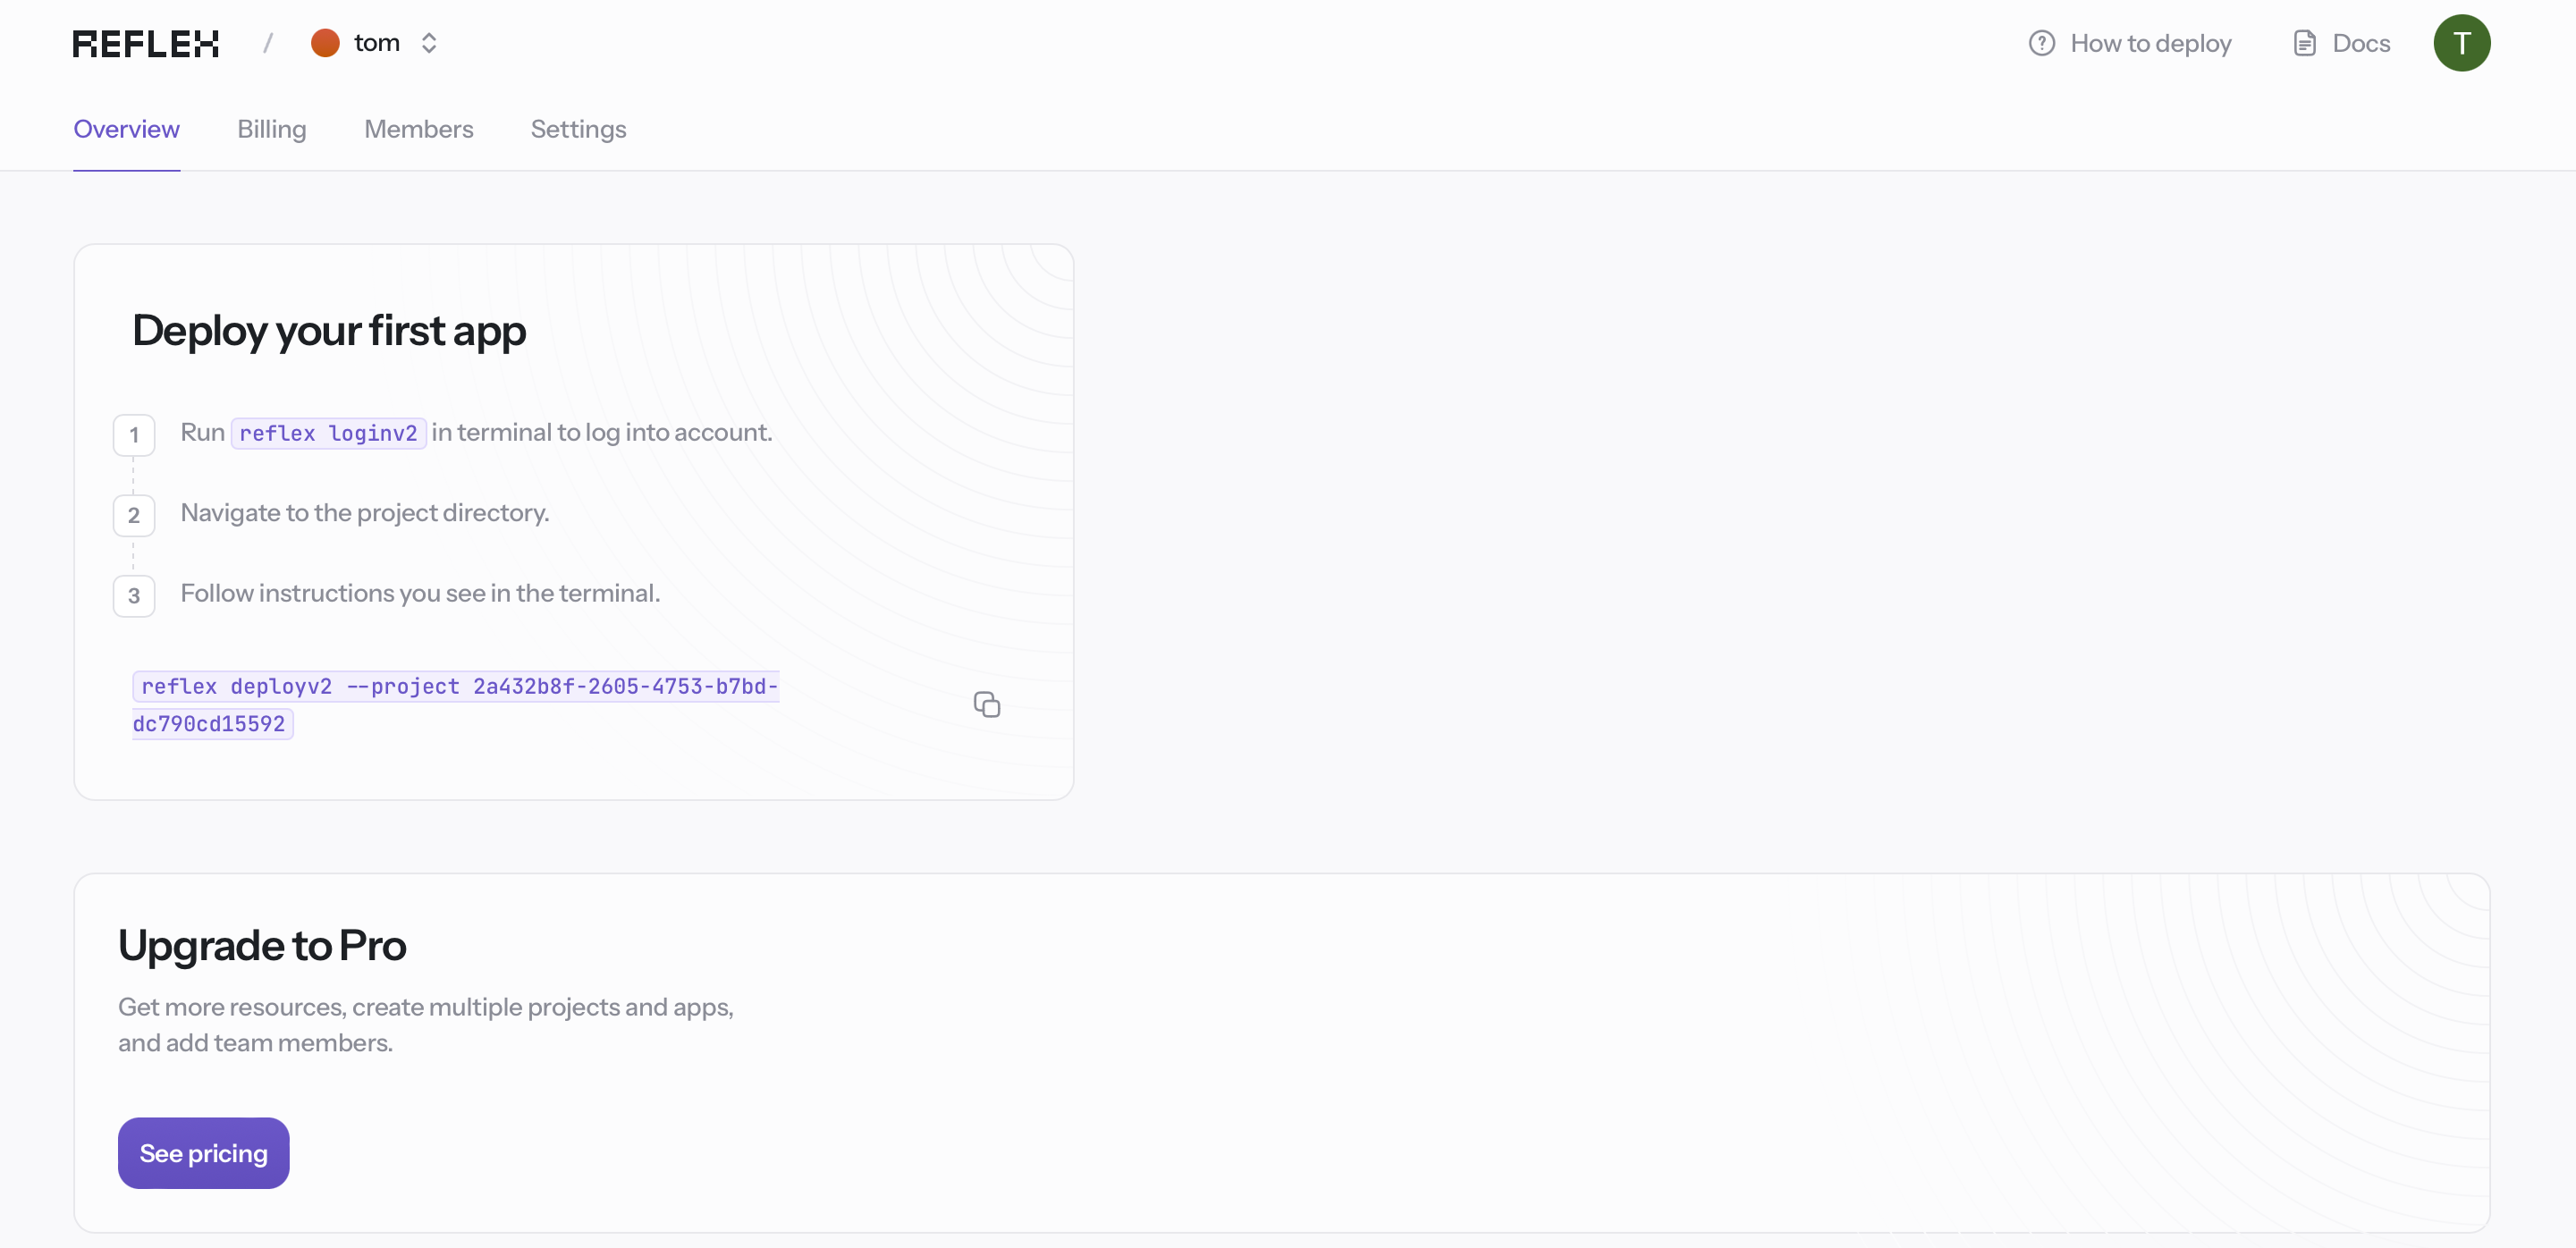 REFLEX / tom
How to deploy
Docs
T
Overview
Billing
Members
Settings
Deploy your first app
1 Run reflex loginv2 in terminal to log into account.
2 Navigate to the project directory.
3 Follow instructions you see in the terminal.
reflex deployv2 --project 2a432b8f-2605-4753-b7bd-
dc790cd15592
Upgrade to Pro
Get more resources, create multiple projects and apps,
and add team members.
See pricing